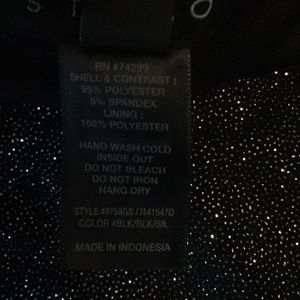 RN #74299
SHELL & CONTRAST :
95% POLYESTER
5% SPANDEX
LINING :
100% POLYESTER
HAND WASH COLD
INSIDE OUT
DO NOT BLEACH
DO NOT IRON
HANG DRY
STYLE #9758GS / I141547D
COLOR #BLK/BLK/SIL
MADE IN INDONESIA